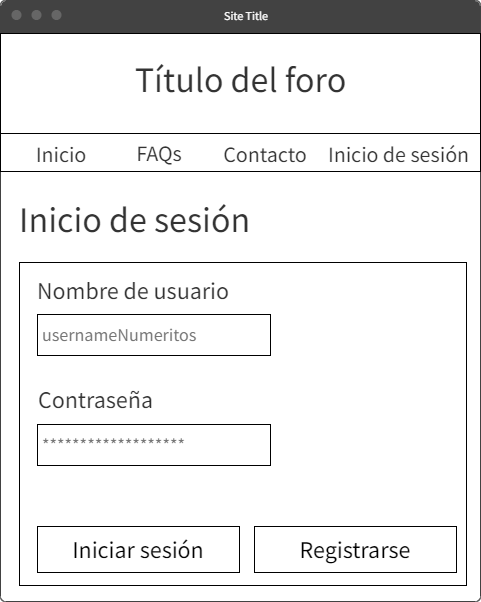 Site Title
Título del foro
Inicio FAQs Contacto Inicio de sesión
Inicio de sesión
Nombre de usuario
usernameNumeritos
Contraseña
*******************
Iniciar sesión Registrarse